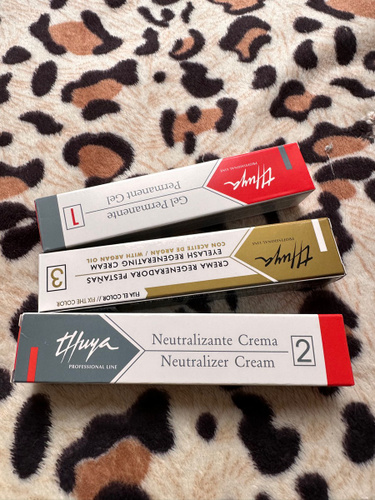 thuya
PROFESSIONAL LINE
Gel Permanente
Permanent Gel
1
thuya
PROFESSIONAL LINE
CREMA REGENERADORA PESTAÑAS
EYELASH REGENERATING CREAM
CON ACEITE DE ARGAN / WITH ARGAN OIL
3
FIJA EL COLOR // FIX THE COLOR
thuya
PROFESSIONAL LINE
Neutralizante Crema
Neutralizer Cream
2